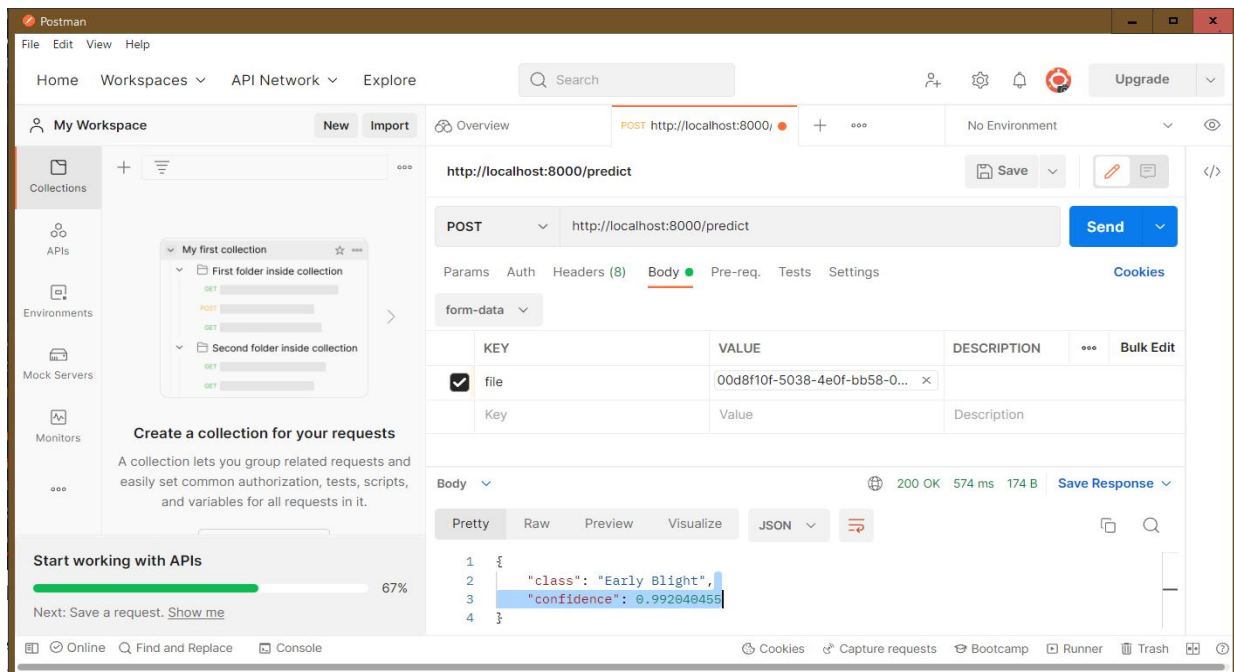 Postman
File Edit View Help
Home Workspaces API Network Explore Search Upgrade
My Workspace New Import Overview POST http://localhost:8000/ No Environment
Collections
APIs
Environments
Mock Servers
Monitors
My first collection
First folder inside collection
GET
POST
GET
Second folder inside collection
GET
GET
Create a collection for your requests
A collection lets you group related requests and
easily set common authorization, tests, scripts,
and variables for all requests in it.
Start working with APIs
67%
Next: Save a request. Show me
http://localhost:8000/predict Save </>
POST http://localhost:8000/predict Send
Params Auth Headers (8) Body Pre-req. Tests Settings Cookies
form-data
KEY VALUE DESCRIPTION Bulk Edit
file 00d8f10f-5038-4e0f-bb58-0...
Key Value Description
Body 200 OK 574 ms 174 B Save Response
Pretty Raw Preview Visualize JSON
1 {
2 "class": "Early Blight",
3 "confidence": 0.992040455
4 }
Online Find and Replace Console Cookies Capture requests Bootcamp Runner Trash